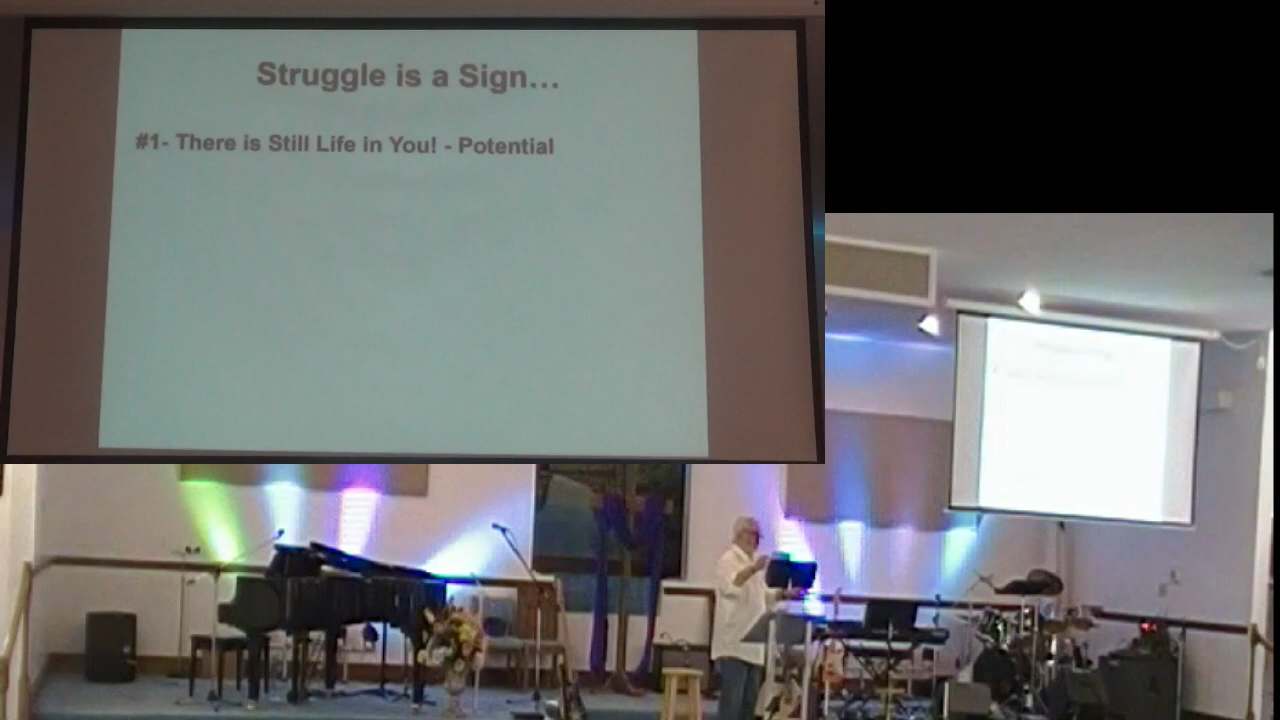 Struggle is a Sign...
#1- There is Still Life in You! - Potential